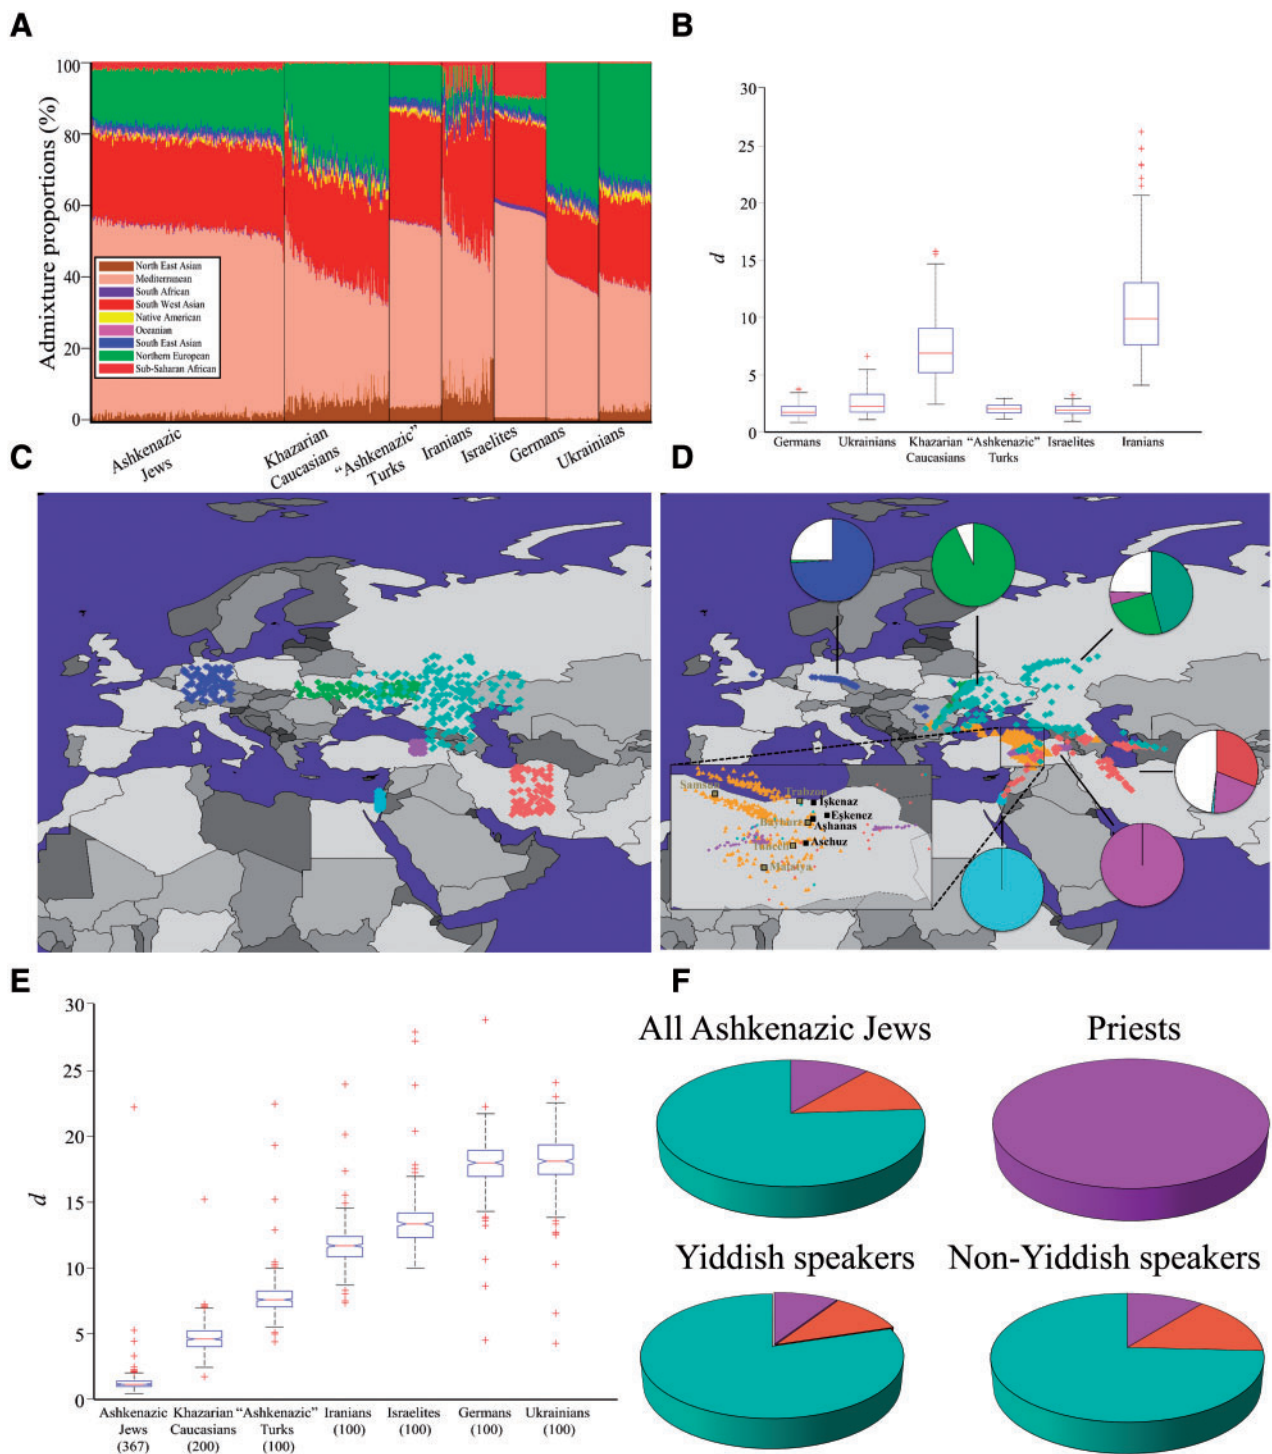 A
Admixture proportions (%)
100
80
60
40
20
0
North East Asian
Mediterranean
South African
South West Asian
Native American
Oceanian
South East Asian
Northern European
Sub-Saharan African
Ashkenazic
Jews
Khazarian
Caucasians
“Ashkenazic”
Turks
Iranians
Israelites
Germans
Ukrainians
B
d
30
25
20
15
10
5
0
Germans
Ukrainians
Khazarian
Caucasians
“Ashkenazic”
Turks
Israelites
Iranians
C
D
Samsun
Trabzon
Işkenaz
Eşkenez
Bayburt
Aşhanas
Tunceli
Aschuz
Malatya
E
d
30
25
20
15
10
5
0
Ashkenazic
Jews
(367)
Khazarian
Caucasians
(200)
“Ashkenazic”
Turks
(100)
Iranians
(100)
Israelites
(100)
Germans
(100)
Ukrainians
(100)
F
All Ashkenazic Jews
Priests
Yiddish speakers
Non-Yiddish speakers